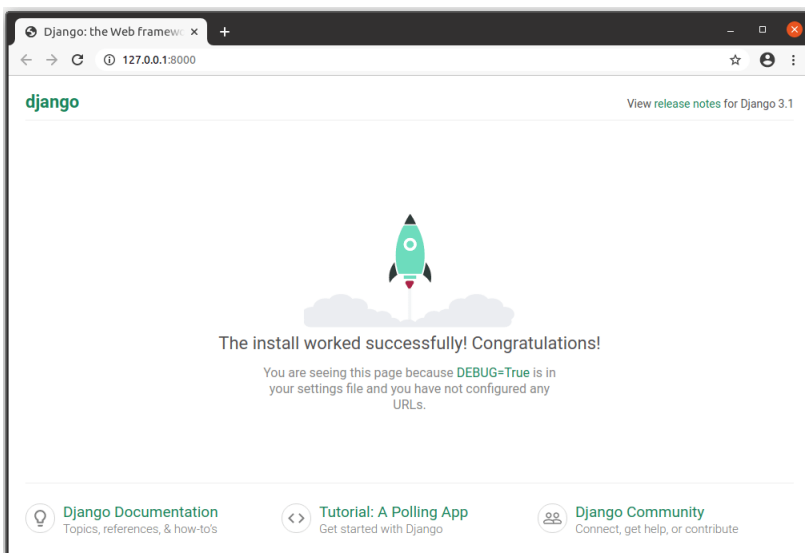 Django: the Web framewo
127.0.0.1:8000
django
View release notes for Django 3.1
The install worked successfully! Congratulations!
You are seeing this page because DEBUG=True is in
your settings file and you have not configured any
URLs.
Django Documentation
Topics, references, & how-to's
Tutorial: A Polling App
Get started with Django
Django Community
Connect, get help, or contribute